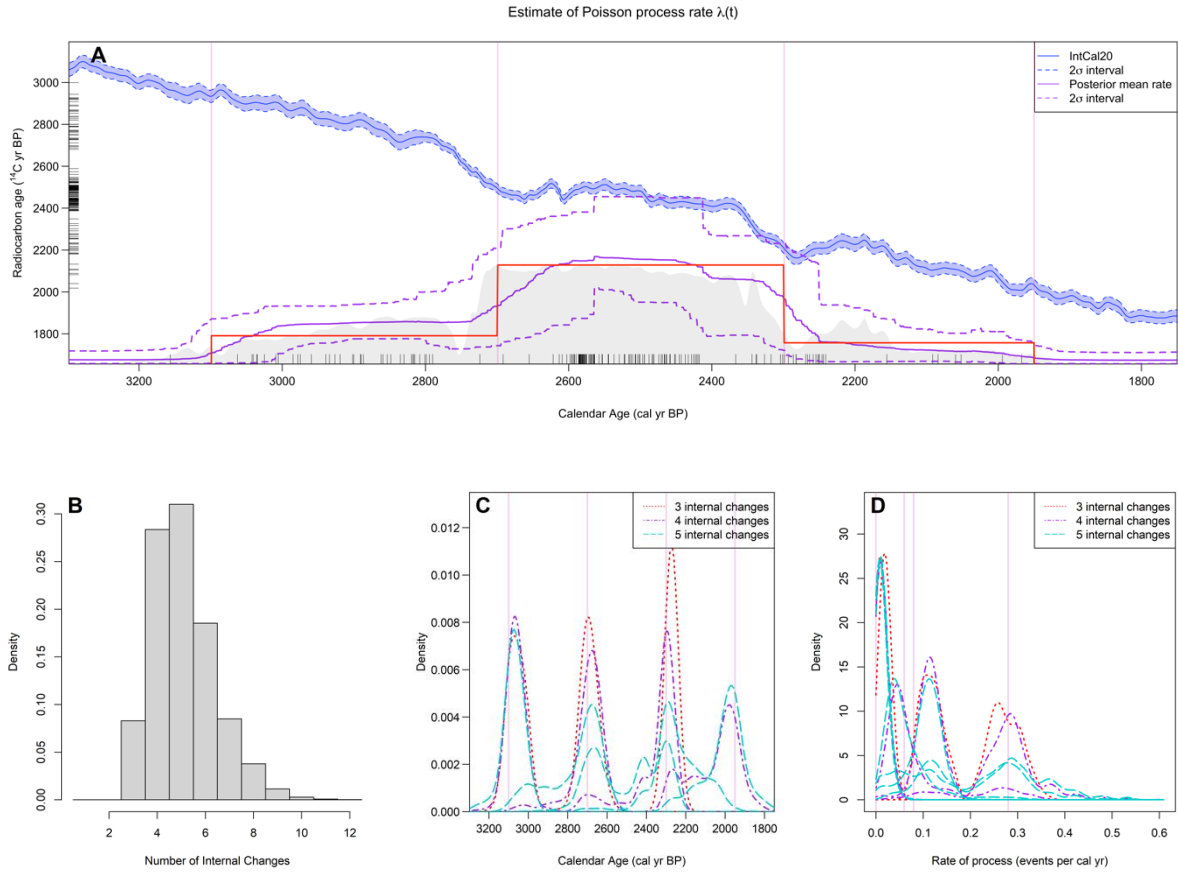 Estimate of Poisson process rate λ(t)
A
IntCal20
2σ interval
Posterior mean rate
2σ interval
Radiocarbon age (¹⁴C yr BP)
3000
2800
2600
2400
2200
2000
1800
3200 3000 2800 2600 2400 2200 2000 1800
Calendar Age (cal yr BP)
B
Density
0.30
0.25
0.20
0.15
0.10
0.05
0.00
2 4 6 8 10 12
Number of Internal Changes
C
3 internal changes
4 internal changes
5 internal changes
Density
0.012
0.010
0.008
0.006
0.004
0.002
0.000
3200 3000 2800 2600 2400 2200 2000 1800
Calendar Age (cal yr BP)
D
3 internal changes
4 internal changes
5 internal changes
Density
30
25
20
15
10
5
0
0.0 0.1 0.2 0.3 0.4 0.5 0.6
Rate of process (events per cal yr)